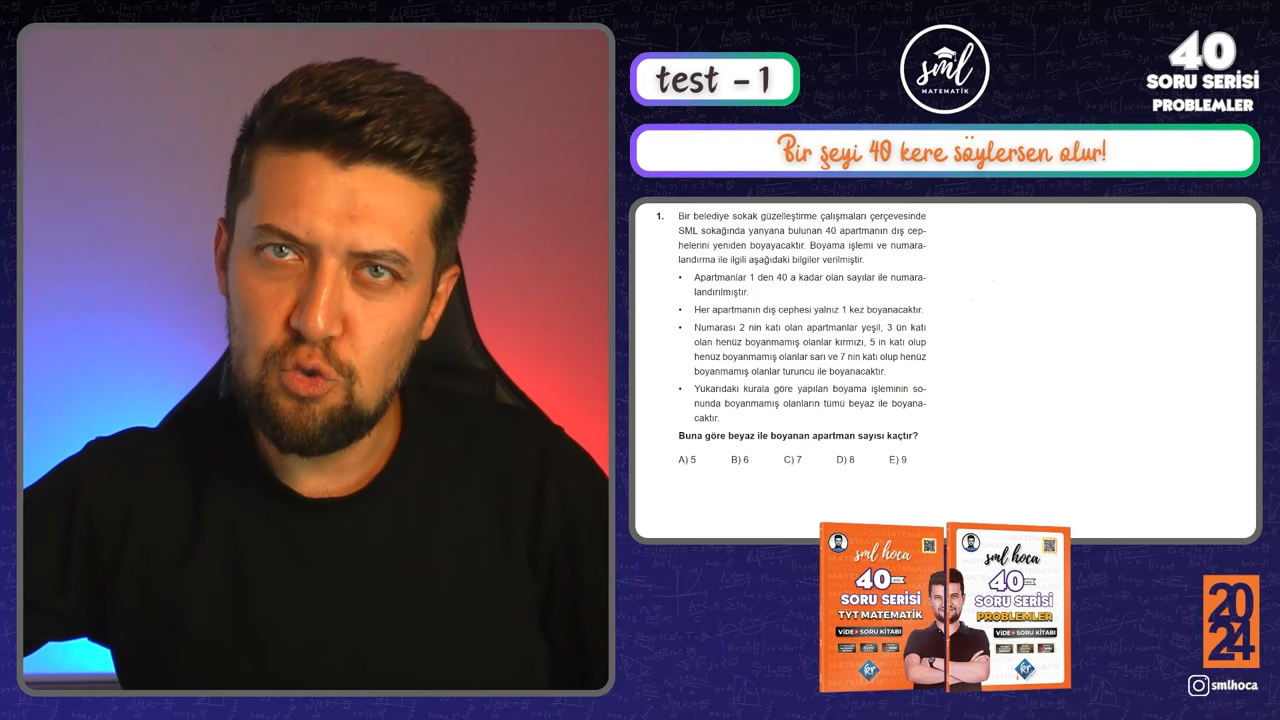 test - 1
sml
MATEMATİK
40
SORU SERİSİ
PROBLEMLER
Bir şeyi 40 kere söylersen olur!
1. Bir belediye sokak güzelleştirme çalışmaları çerçevesinde
SML sokağında yanyana bulunan 40 apartmanın dış cep-
helerini yeniden boyayacaktır. Boyama işlemi ve numara-
landırma ile ilgili aşağıdaki bilgiler verilmiştir.
• Apartmanlar 1 den 40 a kadar olan sayılar ile numara-
landırılmıştır.
• Her apartmanın dış cephesi yalnız 1 kez boyanacaktır.
• Numarası 2 nin katı olan apartmanlar yeşil, 3 ün katı
olan henüz boyanmamış olanlar kırmızı, 5 in katı olup
henüz boyanmamış olanlar sarı ve 7 nin katı olup henüz
boyanmamış olanlar turuncu ile boyanacaktır.
• Yukarıdaki kurala göre yapılan boyama işleminin so-
nunda boyanmamış olanların tümü beyaz ile boyana-
caktır.
Buna göre beyaz ile boyanan apartman sayısı kaçtır?
A) 5 B) 6 C) 7 D) 8 E) 9
sml hoca
40
SORU SERİSİ
TYT MATEMATİK
VİDEO SORU KİTABI
sml hoca
40
SORU SERİSİ
PROBLEMLER
VİDEO SORU KİTABI
2024
smlhoca